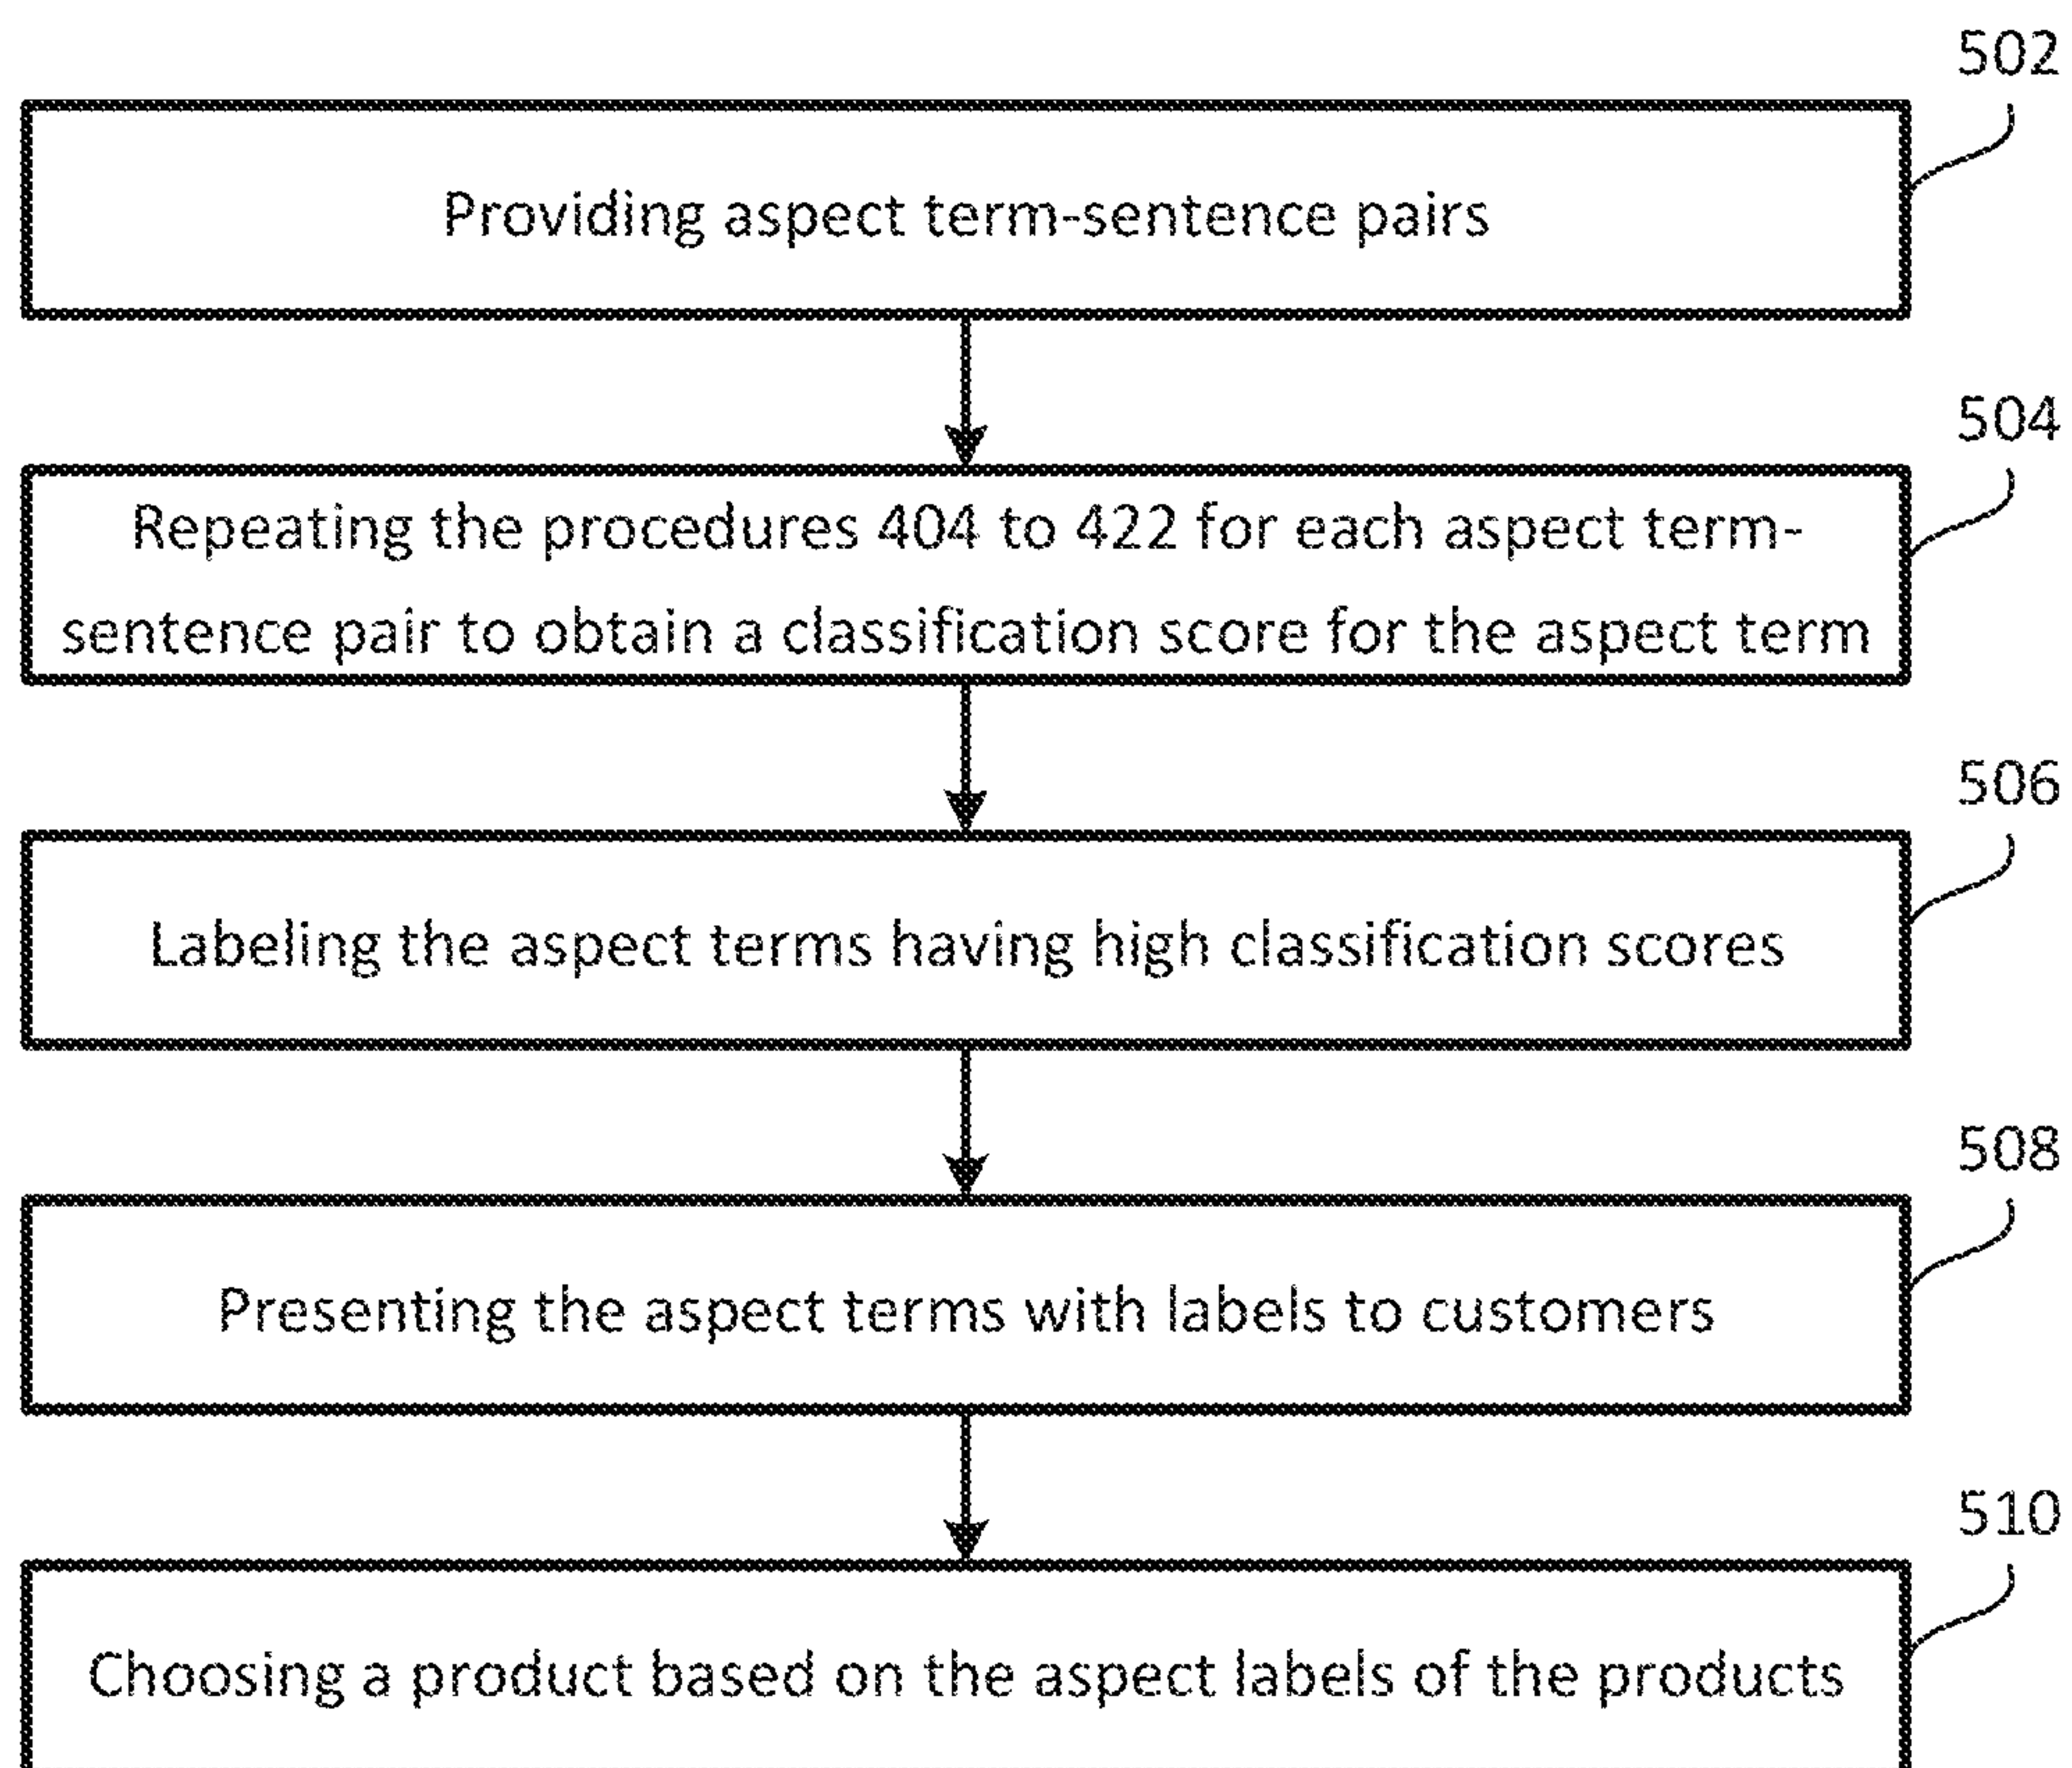 502
Providing aspect term-sentence pairs
504
Repeating the procedures 404 to 422 for each aspect term-
sentence pair to obtain a classification score for the aspect term
506
Labeling the aspect terms having high classification scores
508
Presenting the aspect terms with labels to customers
510
Choosing a product based on the aspect labels of the products